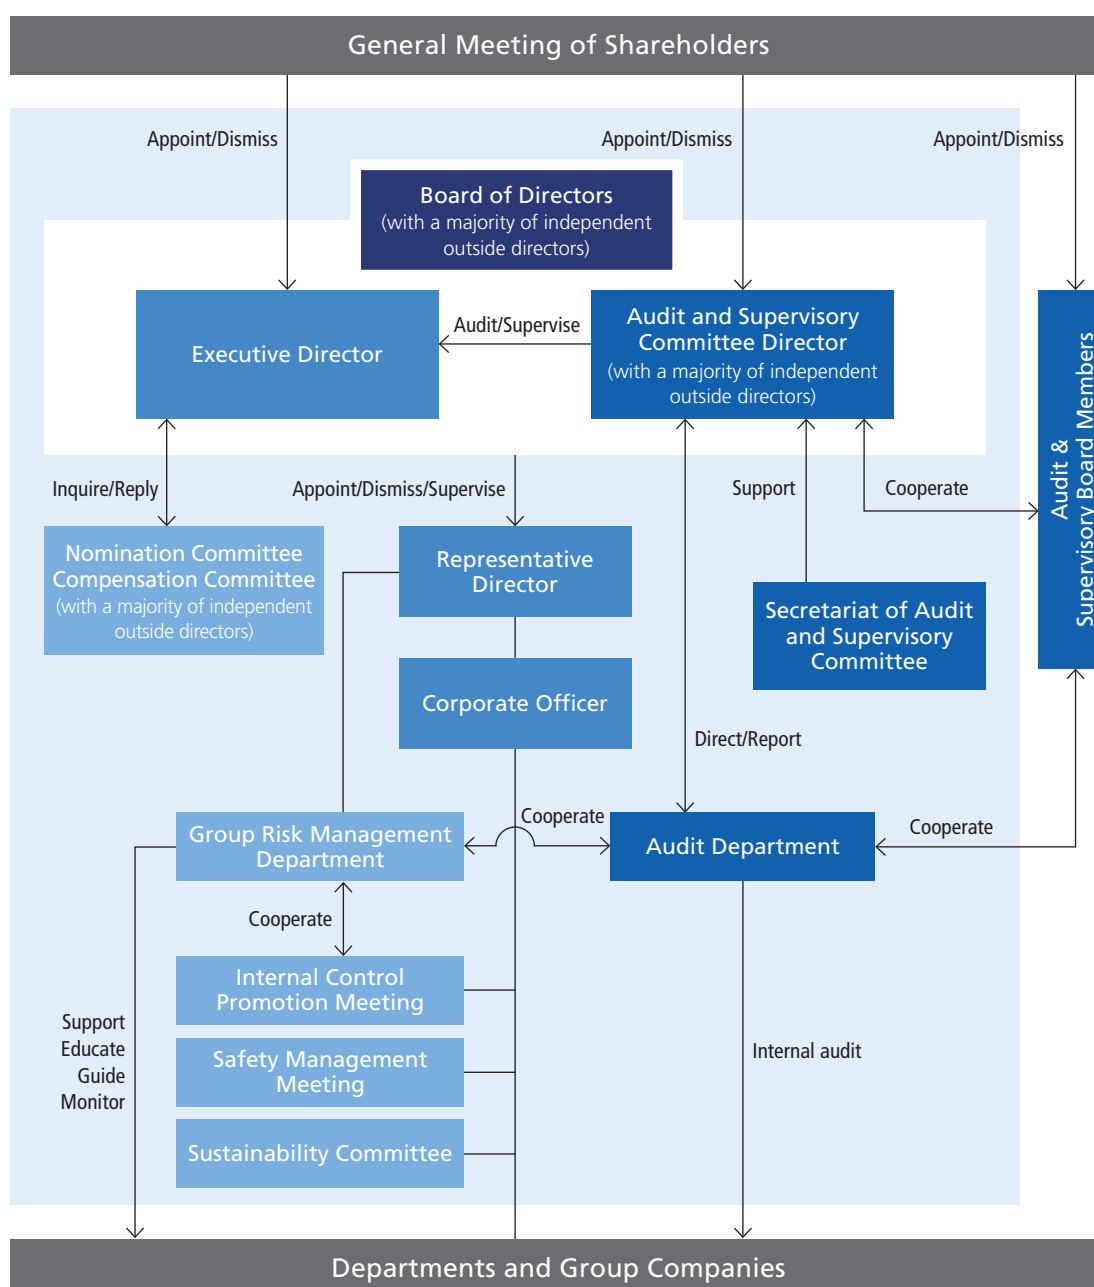 General Meeting of Shareholders
Appoint/Dismiss
Appoint/Dismiss
Appoint/Dismiss
Board of Directors
(with a majority of independent
outside directors)
Executive Director
Audit/Supervise
Audit and Supervisory
Committee Director
(with a majority of independent
outside directors)
Audit &
Supervisory Board Members
Inquire/Reply
Appoint/Dismiss/Supervise
Support
Cooperate
Nomination Committee
Compensation Committee
(with a majority of independent
outside directors)
Representative
Director
Secretariat of Audit
and Supervisory
Committee
Corporate Officer
Direct/Report
Group Risk Management
Department
Cooperate
Audit Department
Cooperate
Cooperate
Internal Control
Promotion Meeting
Support
Educate
Guide
Monitor
Safety Management
Meeting
Internal audit
Sustainability Committee
Departments and Group Companies